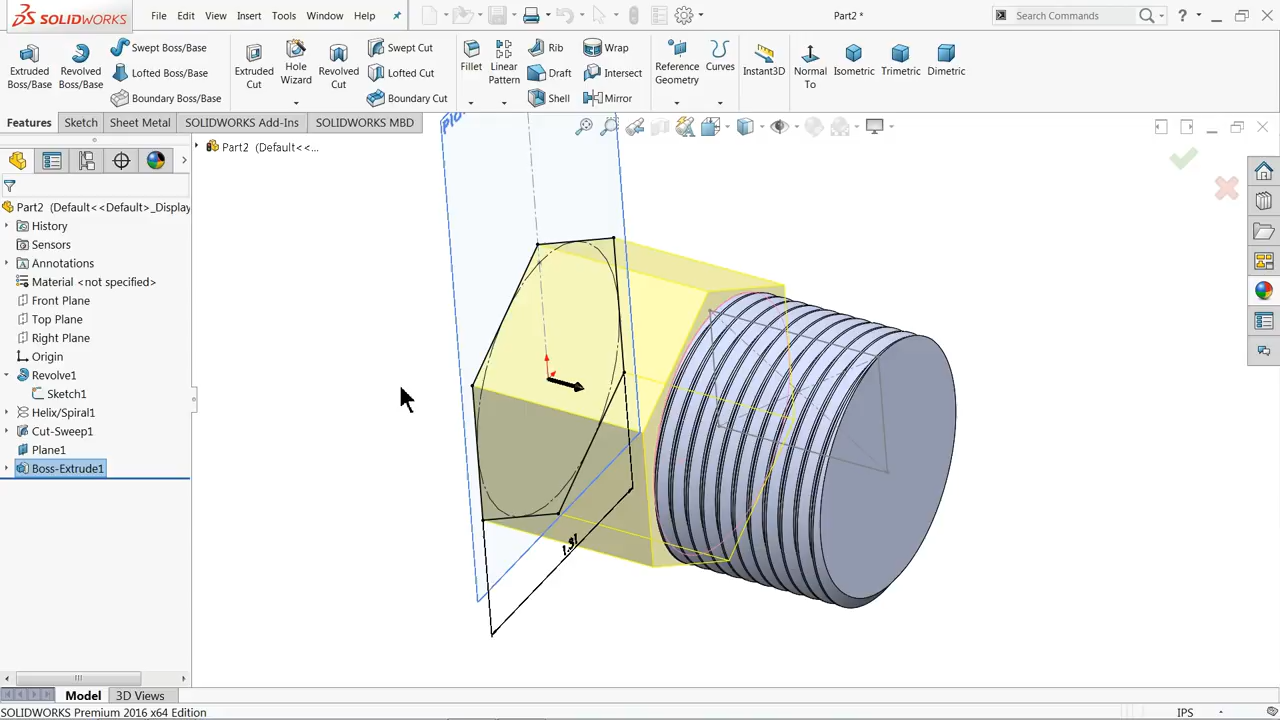 SOLIDWORKS
File
Edit
View
Insert
Tools
Window
Help
Part2 *
Search Commands
?
Extruded
Boss/Base
Revolved
Boss/Base
Swept Boss/Base
Lofted Boss/Base
Boundary Boss/Base
Extruded
Cut
Hole
Wizard
Revolved
Cut
Swept Cut
Lofted Cut
Boundary Cut
Fillet
Linear
Pattern
Rib
Draft
Shell
Wrap
Intersect
Mirror
Reference
Geometry
Curves
Instant3D
Normal
To
Isometric
Trimetric
Dimetric
Features
Sketch
Sheet Metal
SOLIDWORKS Add-Ins
SOLIDWORKS MBD
Part2 (Default<<...
Part2 (Default<<Default>_Display
History
Sensors
Annotations
Material <not specified>
Front Plane
Top Plane
Right Plane
Origin
Revolve1
Sketch1
Helix/Spiral1
Cut-Sweep1
Plane1
Boss-Extrude1
1.31
Model
3D Views
SOLIDWORKS Premium 2016 x64 Edition
IPS